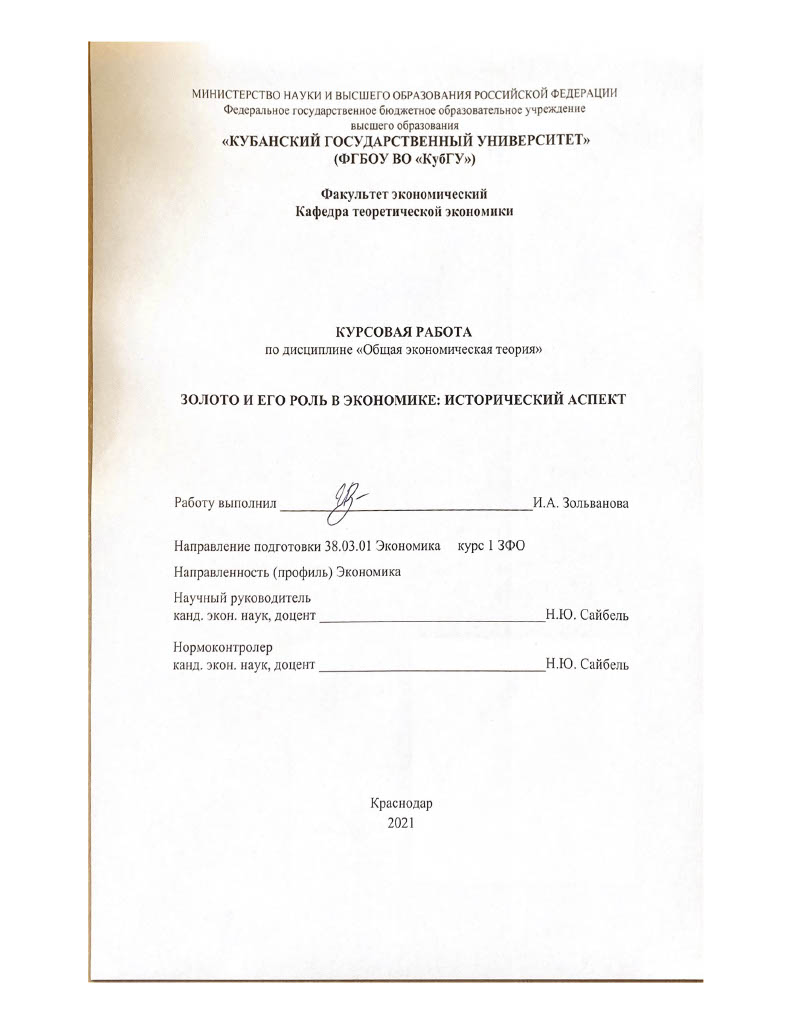 МИНИСТЕРСТВО НАУКИ И ВЫСШЕГО ОБРАЗОВАНИЯ РОССИЙСКОЙ ФЕДЕРАЦИИ
Федеральное государственное бюджетное образовательное учреждение
высшего образования
«КУБАНСКИЙ ГОСУДАРСТВЕННЫЙ УНИВЕРСИТЕТ»
(ФГБОУ ВО «КубГУ»)
Факультет экономический
Кафедра теоретической экономики
КУРСОВАЯ РАБОТА
по дисциплине «Общая экономическая теория»
ЗОЛОТО И ЕГО РОЛЬ В ЭКОНОМИКЕ: ИСТОРИЧЕСКИЙ АСПЕКТ
Работу выполнил И.А. Зольванова
Направление подготовки 38.03.01 Экономика курс 1 ЗФО
Направленность (профиль) Экономика
Научный руководитель
канд. экон. наук, доцент Н.Ю. Сайбель
Нормоконтролер
канд. экон. наук, доцент Н.Ю. Сайбель
Краснодар
2021